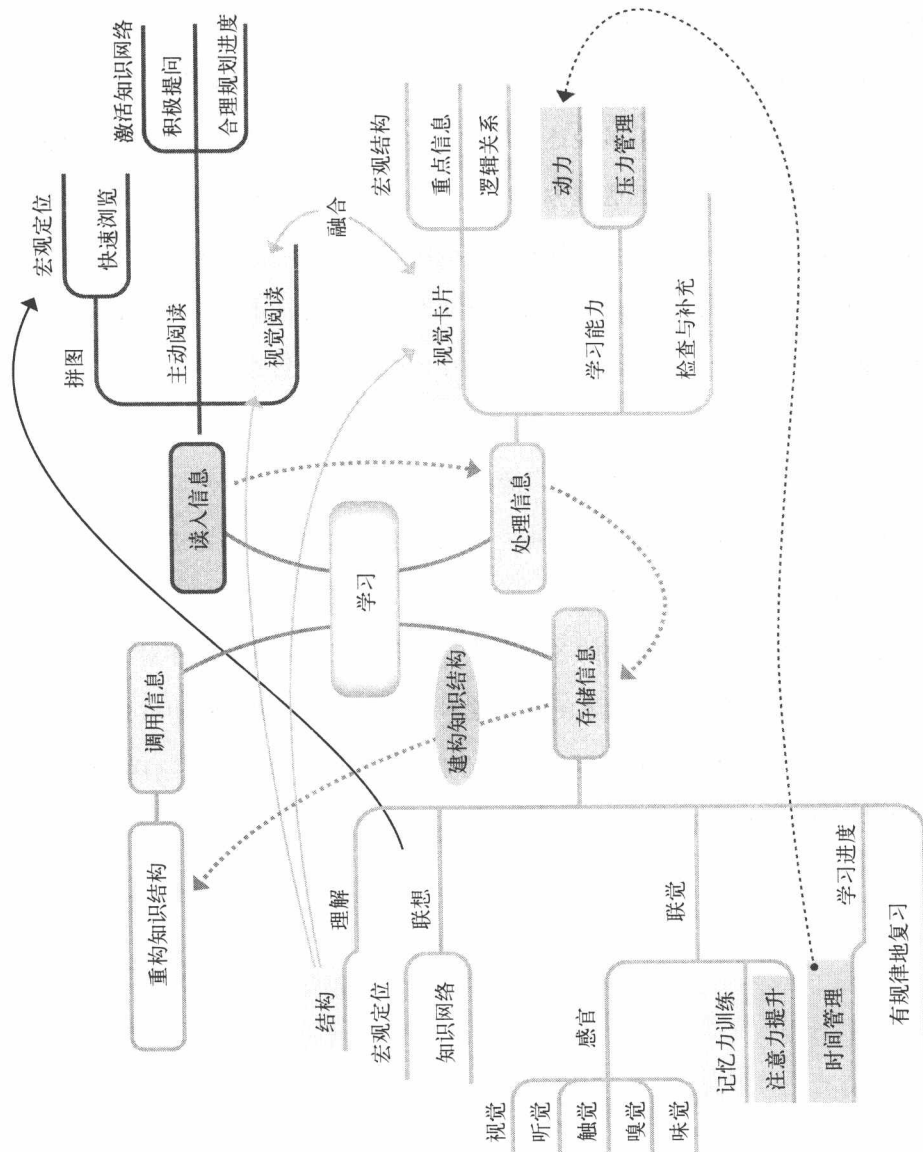 学习
读入信息
拼图
宏观定位
快速浏览
主动阅读
激活知识网络
积极提问
合理规划进度
视觉阅读
融合
处理信息
视觉卡片
宏观结构
重点信息
逻辑关系
学习能力
动力
压力管理
检查与补充
存储信息
建构知识结构
理解
结构
联想
宏观定位
知识网络
联觉
感官
视觉
听觉
触觉
嗅觉
味觉
记忆力训练
注意力提升
学习进度
时间管理
有规律地复习
调用信息
重构知识结构